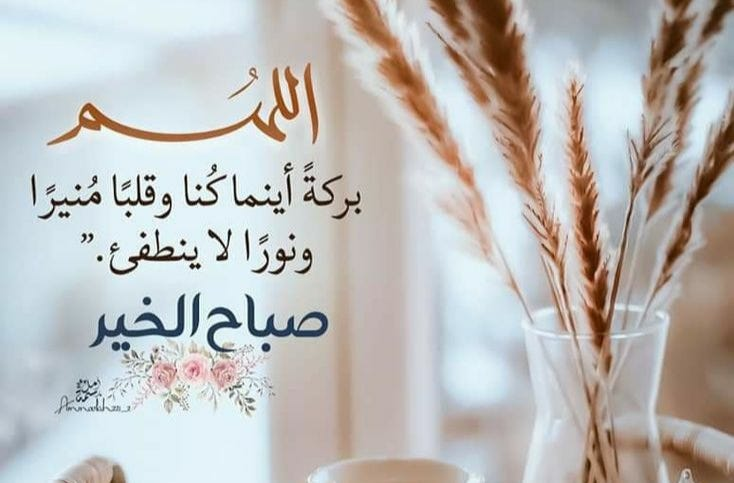 اللهم
بركةً أينما كُنا وقلبًا مُنيرًا
ونورًا لا ينطفئ.”
صباح الخير